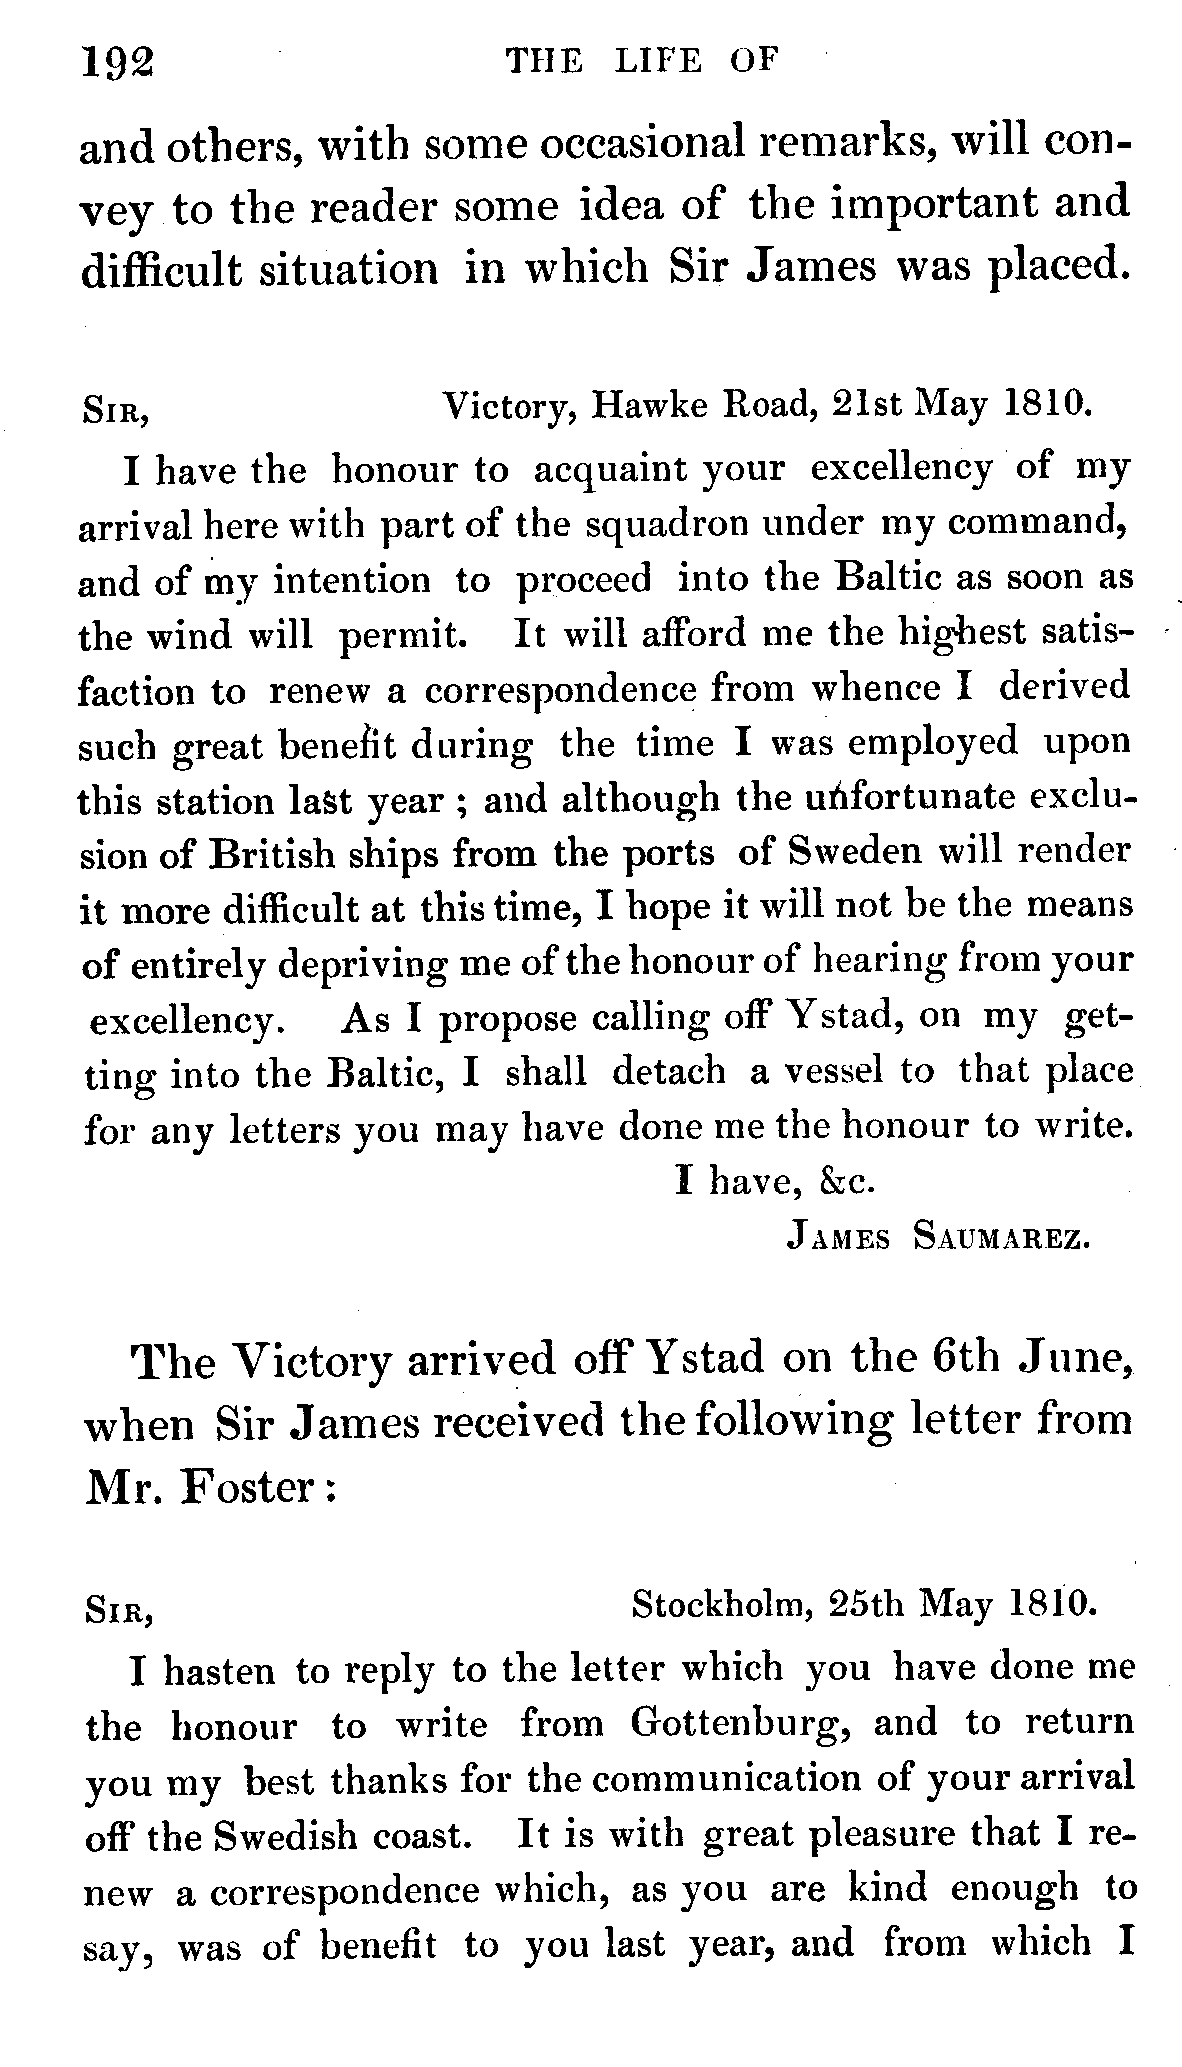 192 THE LIFE OF
and others, with some occasional remarks, will con-
vey to the reader some idea of the important and
difficult situation in which Sir James was placed.
SIR, Victory, Hawke Road, 21st May 1810.
I have the honour to acquaint your excellency of my
arrival here with part of the squadron under my command,
and of my intention to proceed into the Baltic as soon as
the wind will permit. It will afford me the highest satis-
faction to renew a correspondence from whence I derived
such great benefit during the time I was employed upon
this station last year ; and although the unfortunate exclu-
sion of British ships from the ports of Sweden will render
it more difficult at this time, I hope it will not be the means
of entirely depriving me of the honour of hearing from your
excellency. As I propose calling off Ystad, on my get-
ting into the Baltic, I shall detach a vessel to that place
for any letters you may have done me the honour to write.
I have, &c.
JAMES SAUMAREZ.
The Victory arrived off Ystad on the 6th June,
when Sir James received the following letter from
Mr. Foster :
SIR, Stockholm, 25th May 1810.
I hasten to reply to the letter which you have done me
the honour to write from Gottenburg, and to return
you my best thanks for the communication of your arrival
off the Swedish coast. It is with great pleasure that I re-
new a correspondence which, as you are kind enough to
say, was of benefit to you last year, and from which I